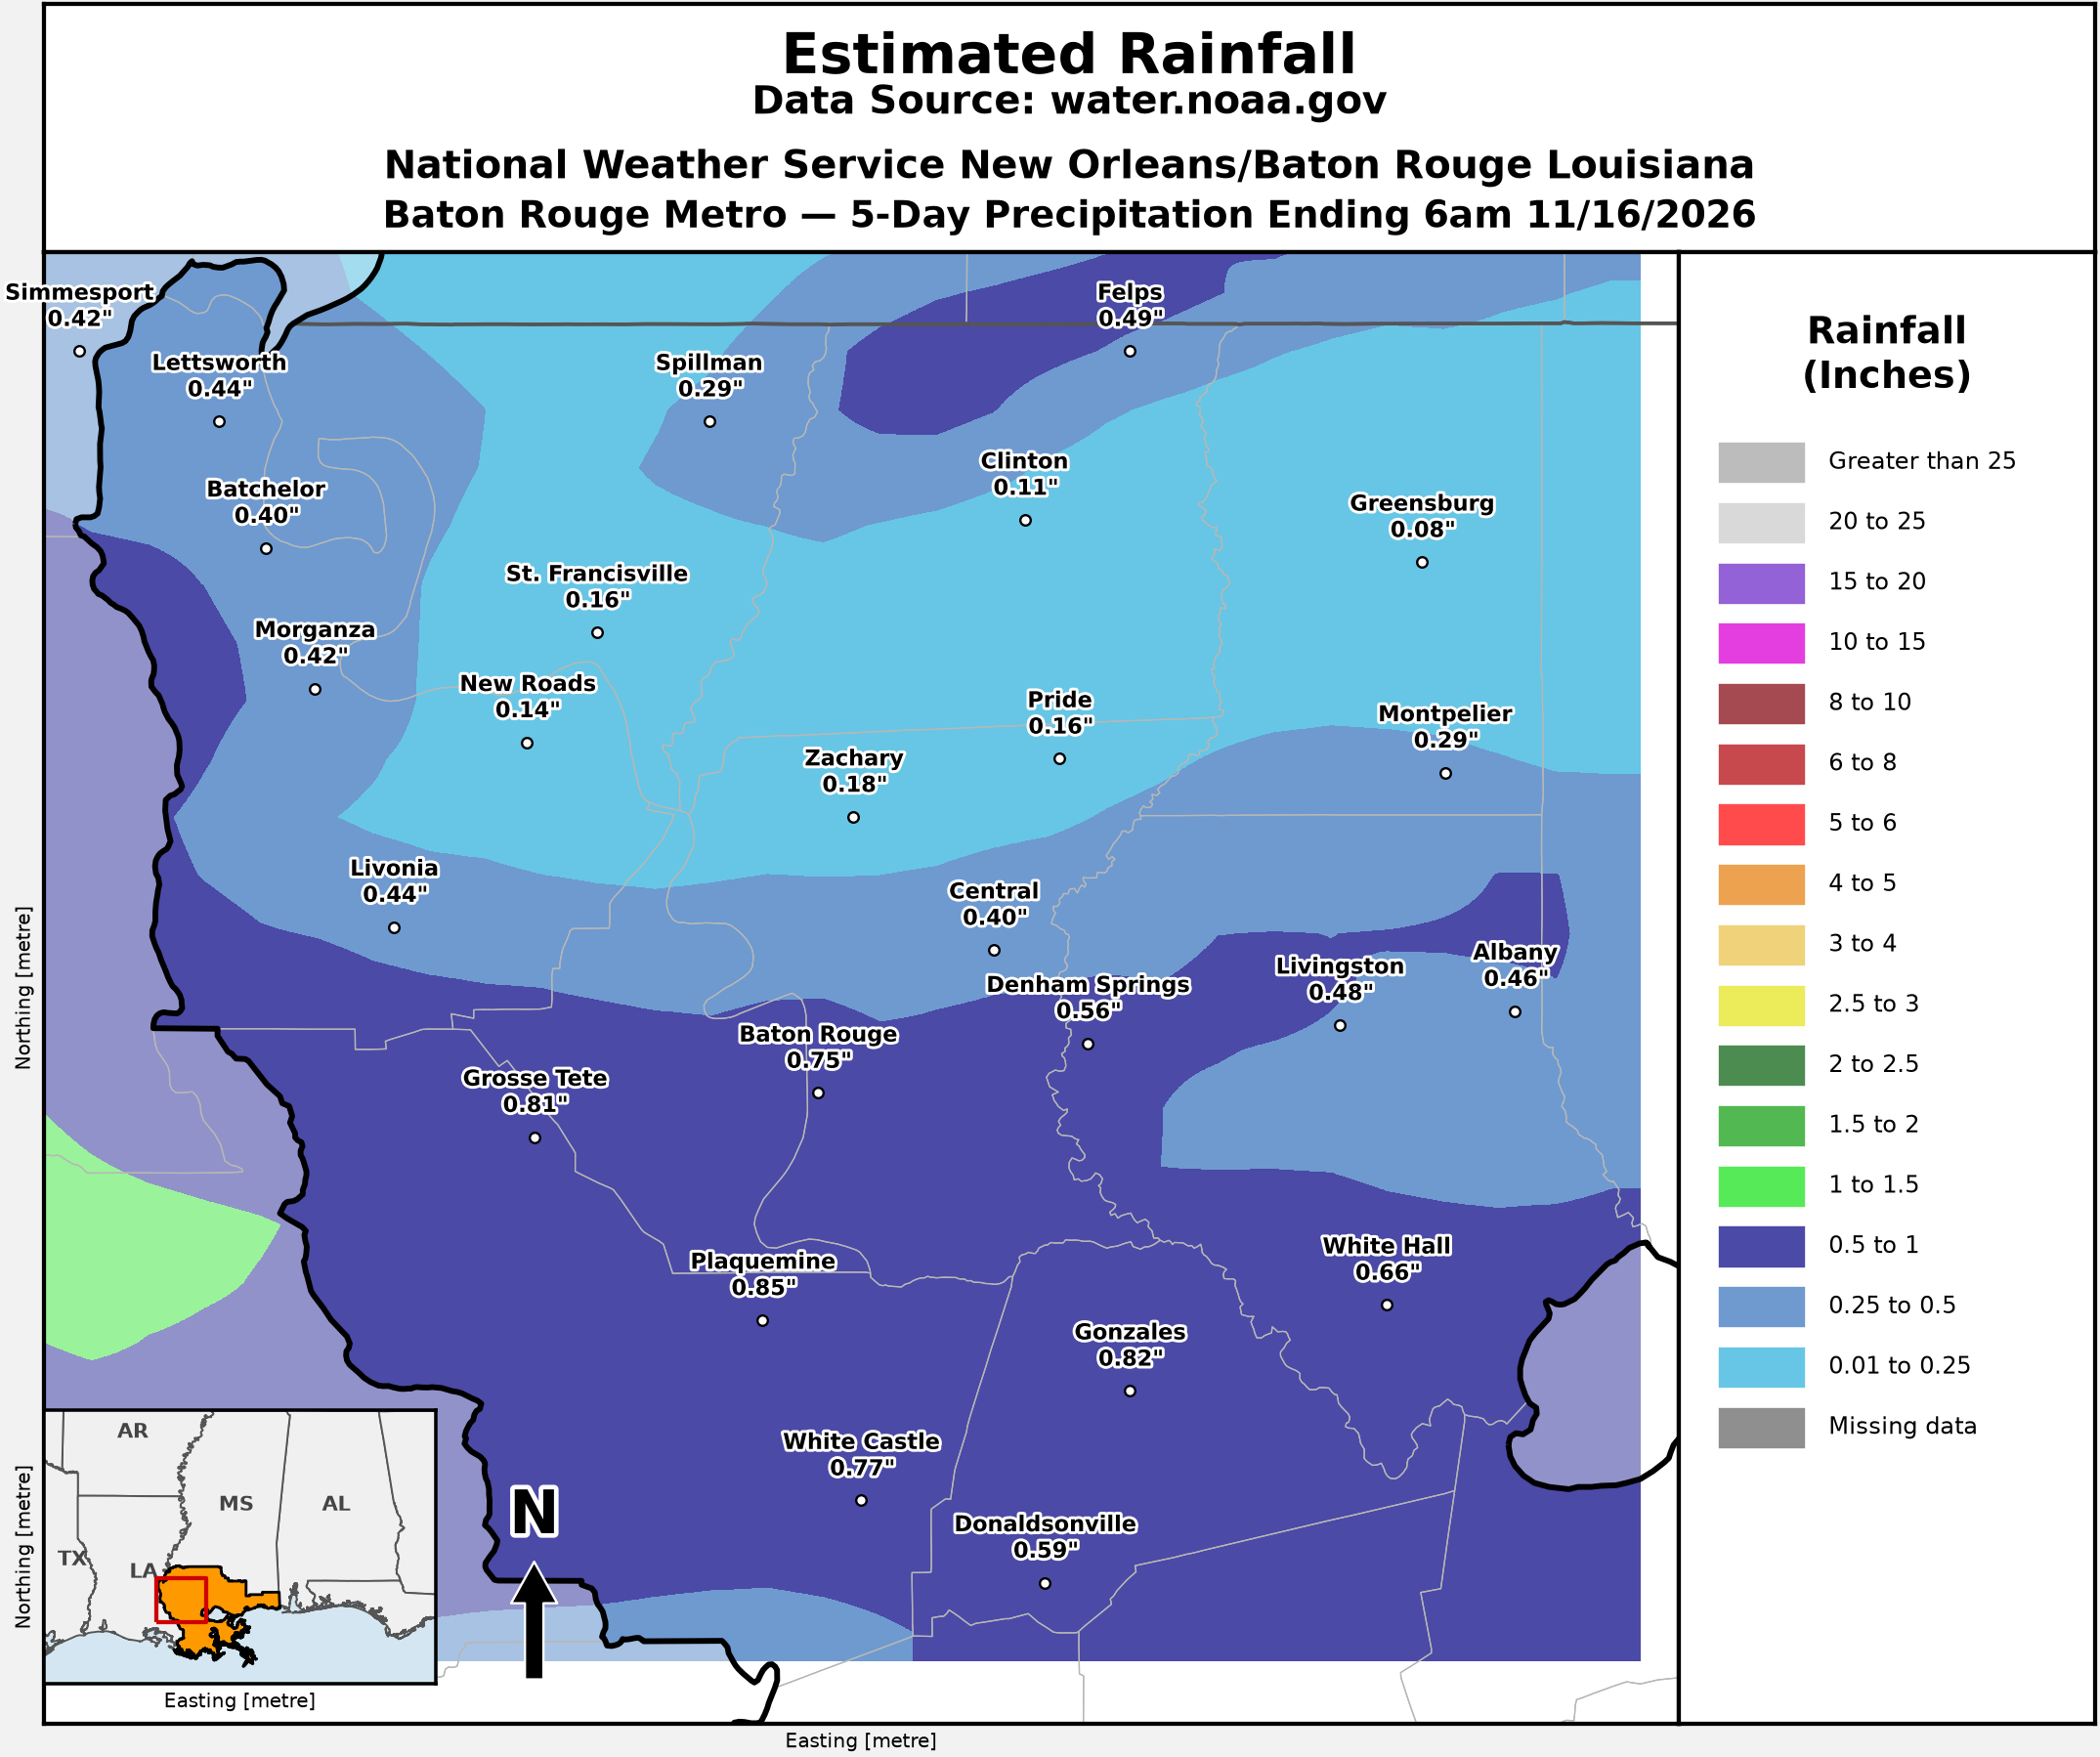 Estimated Rainfall
Data Source: water.noaa.gov
National Weather Service New Orleans/Baton Rouge Louisiana
Baton Rouge Metro — 5-Day Precipitation Ending 6am 11/16/2026
Simmesport
0.42"
Felps
0.49"
Lettsworth
0.44"
Spillman
0.29"
Clinton
0.11"
Batchelor
0.40"
Greensburg
0.08"
St. Francisville
0.16"
Morganza
0.42"
New Roads
0.14"
Pride
0.16"
Montpelier
0.29"
Zachary
0.18"
Livonia
0.44"
Central
0.40"
Albany
0.46"
Livingston
0.48"
Denham Springs
0.56"
Baton Rouge
0.75"
Grosse Tete
0.81"
White Hall
0.66"
Plaquemine
0.85"
Gonzales
0.82"
White Castle
0.77"
Donaldsonville
0.59"
N
Rainfall
(Inches)
Greater than 25
20 to 25
15 to 20
10 to 15
8 to 10
6 to 8
5 to 6
4 to 5
3 to 4
2.5 to 3
2 to 2.5
1.5 to 2
1 to 1.5
0.5 to 1
0.25 to 0.5
0.01 to 0.25
Missing data
AR
MS
AL
TX
LA
Northing [metre]
Northing [metre]
Easting [metre]
Easting [metre]